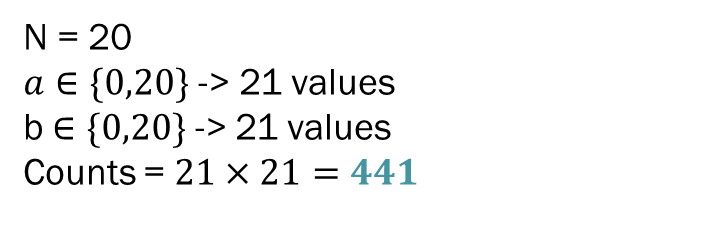 N = 20
𝑎 ∈ {0,20} -> 21 values
b ∈ {0,20} -> 21 values
Counts = 21 × 21 = 441